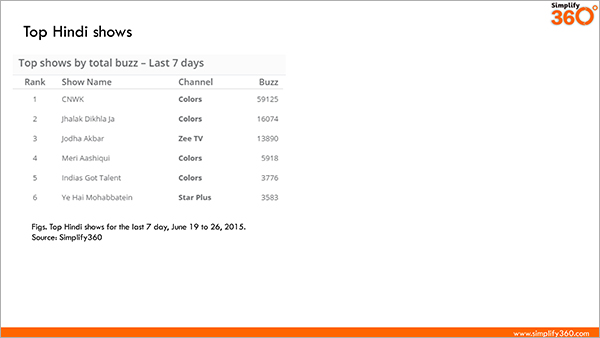 Simplify
360°
Top Hindi shows
Top shows by total buzz – Last 7 days
Rank Show Name Channel Buzz
1 CNWK Colors 59125
2 Jhalak Dikhla Ja Colors 16074
3 Jodha Akbar Zee TV 13890
4 Meri Aashiqui Colors 5918
5 Indias Got Talent Colors 3776
6 Ye Hai Mohabbatein Star Plus 3583
Figs. Top Hindi shows for the last 7 day, June 19 to 26, 2015.
Source: Simplify360
www.simplify360.com